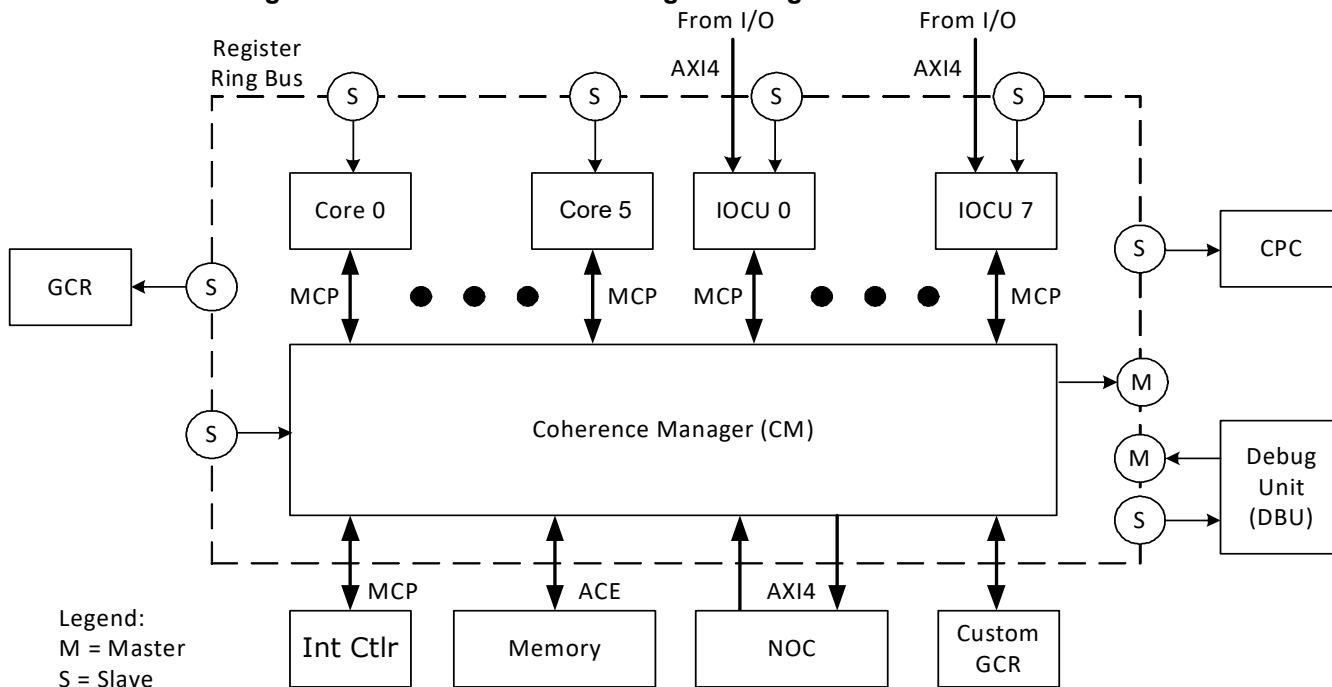 From I/O
From I/O
Register
Ring Bus
AXI4
AXI4
S
S
S
S
Core 0
Core 5
IOCU 0
IOCU 7
GCR
S
S
CPC
MCP
MCP
MCP
MCP
S
Coherence Manager (CM)
M
M
S
Debug
Unit
(DBU)
MCP
ACE
AXI4
Legend:
M = Master
S = Slave
Int Ctlr
Memory
NOC
Custom
GCR